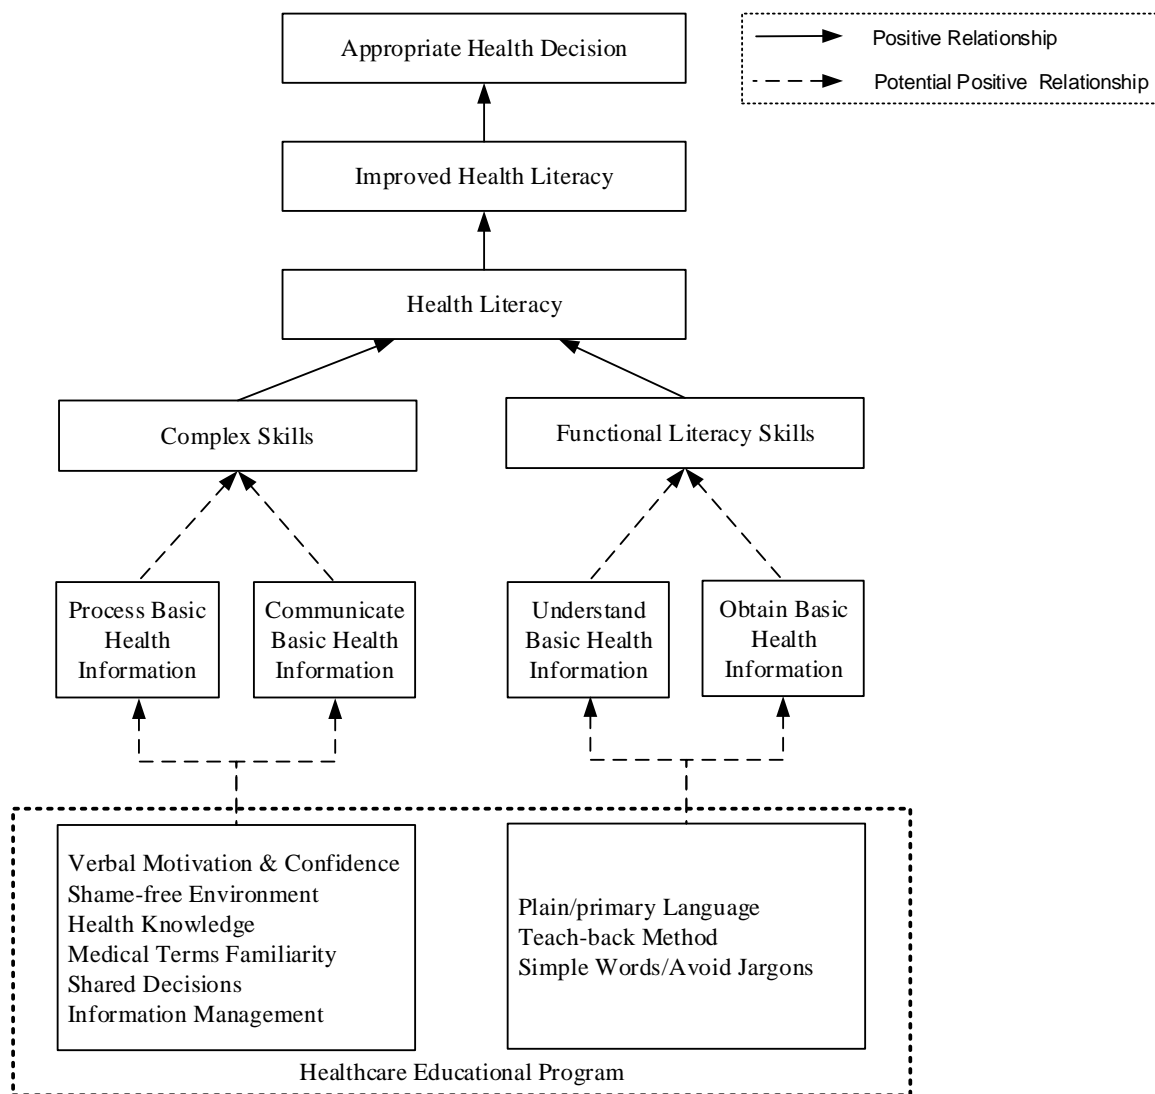 Appropriate Health Decision
Positive Relationship
Potential Positive Relationship
Improved Health Literacy
Health Literacy
Complex Skills
Functional Literacy Skills
Process Basic
Health
Information
Communicate
Basic Health
Information
Understand
Basic Health
Information
Obtain Basic
Health
Information
Verbal Motivation & Confidence
Shame-free Environment
Health Knowledge
Medical Terms Familiarity
Shared Decisions
Information Management
Plain/primary Language
Teach-back Method
Simple Words/Avoid Jargons
Healthcare Educational Program